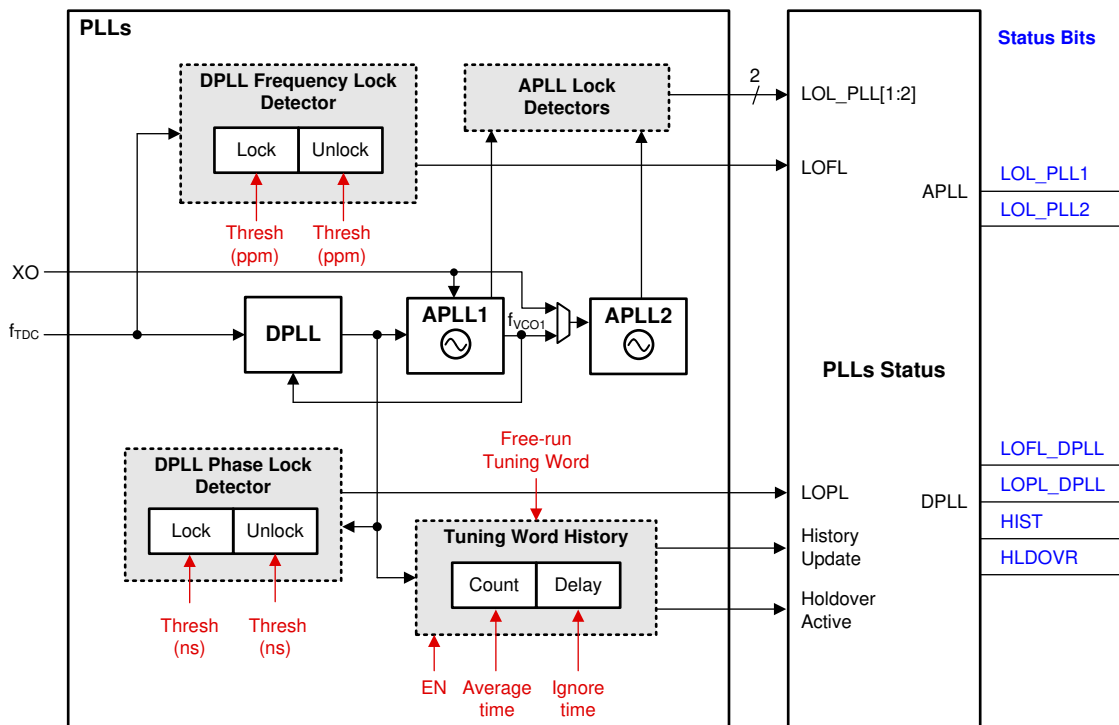 PLLs
Status Bits
DPLL Frequency Lock
Detector
Lock
Unlock
Thresh
(ppm)
Thresh
(ppm)
APLL Lock
Detectors
2
LOL_PLL[1:2]
LOFL
APLL
LOL_PLL1
LOL_PLL2
XO
fTDC
DPLL
APLL1
fVCO1
APLL2
PLLs Status
Free-run
Tuning Word
DPLL Phase Lock
Detector
Lock
Unlock
Thresh
(ns)
Thresh
(ns)
Tuning Word History
Count
Delay
EN
Average
time
Ignore
time
LOPL
History
Update
Holdover
Active
DPLL
LOFL_DPLL
LOPL_DPLL
HIST
HLDOVR